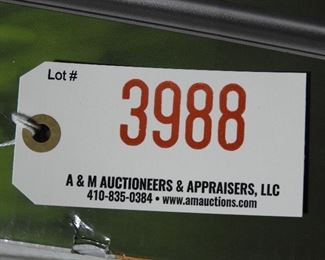 Lot #
3988
A & M AUCTIONEERS & APPRAISERS, LLC
410-835-0384 • www.amauctions.com